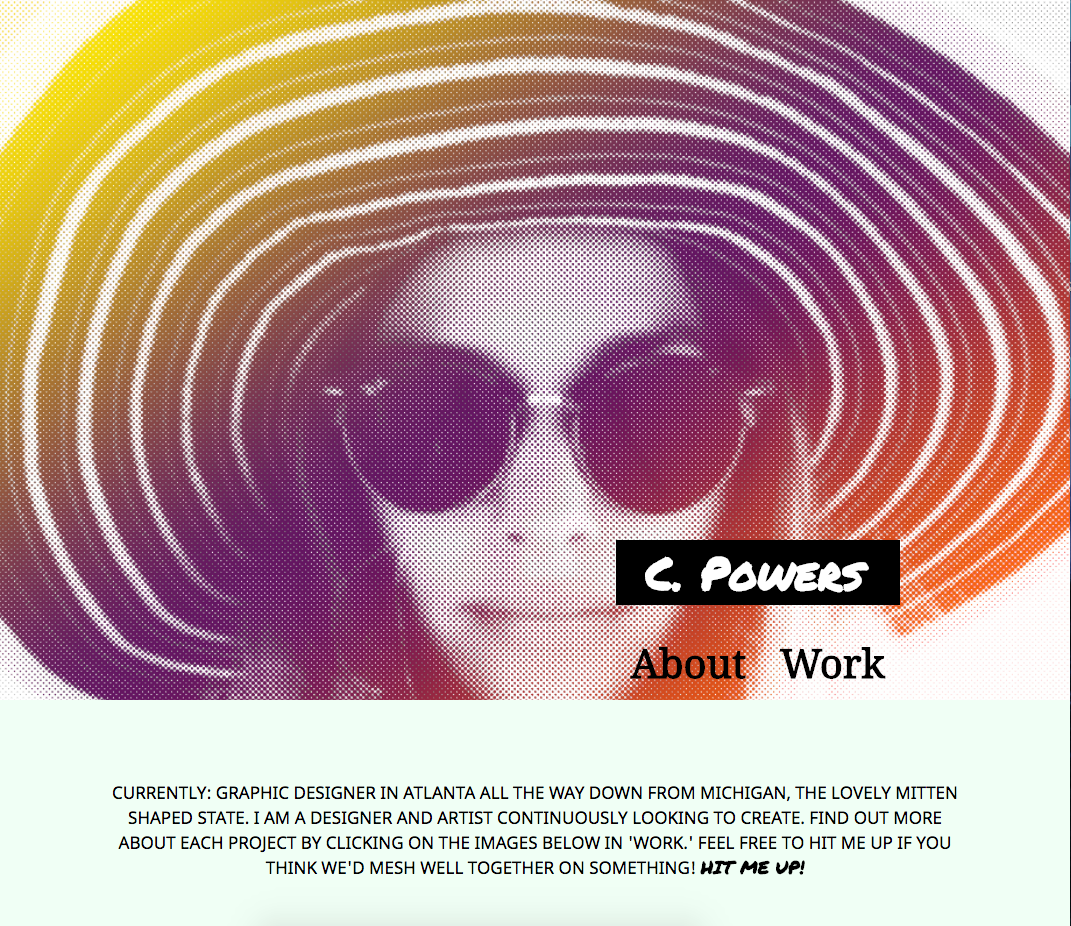 C. Powers
About Work
CURRENTLY: GRAPHIC DESIGNER IN ATLANTA ALL THE WAY DOWN FROM MICHIGAN, THE LOVELY MITTEN
SHAPED STATE. I AM A DESIGNER AND ARTIST CONTINUOUSLY LOOKING TO CREATE. FIND OUT MORE
ABOUT EACH PROJECT BY CLICKING ON THE IMAGES BELOW IN 'WORK.' FEEL FREE TO HIT ME UP IF YOU
THINK WE'D MESH WELL TOGETHER ON SOMETHING! HIT ME UP!